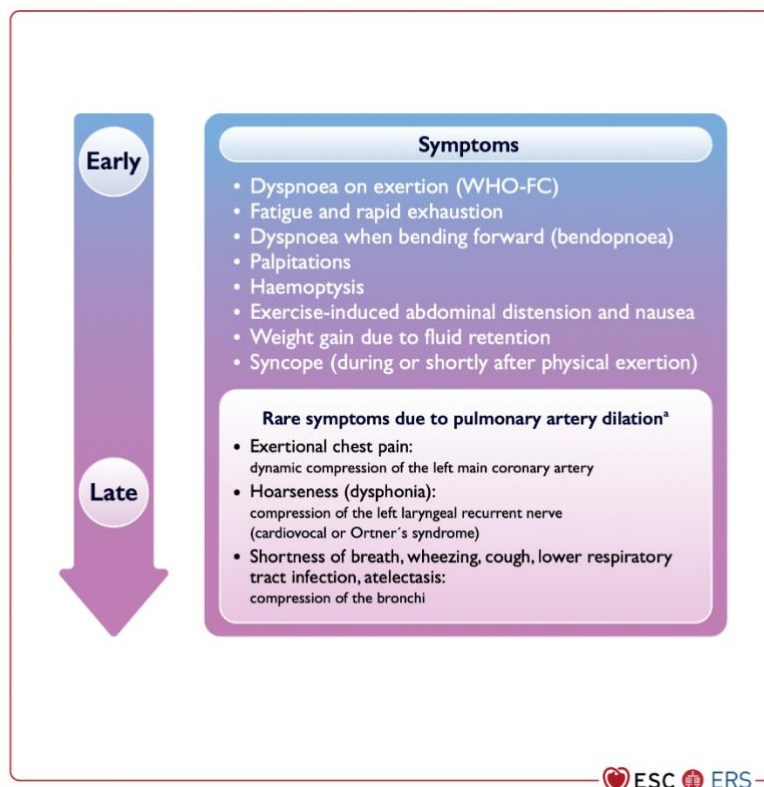 Early
Symptoms
• Dyspnoea on exertion (WHO-FC)
• Fatigue and rapid exhaustion
• Dyspnoea when bending forward (bendopnoea)
• Palpitations
• Haemoptysis
• Exercise-induced abdominal distension and nausea
• Weight gain due to fluid retention
• Syncope (during or shortly after physical exertion)
Rare symptoms due to pulmonary artery dilationᵃ
• Exertional chest pain:
dynamic compression of the left main coronary artery
Late
• Hoarseness (dysphonia):
compression of the left laryngeal recurrent nerve
(cardiovocal or Ortner´s syndrome)
• Shortness of breath, wheezing, cough, lower respiratory
tract infection, atelectasis:
compression of the bronchi
ESC ERS